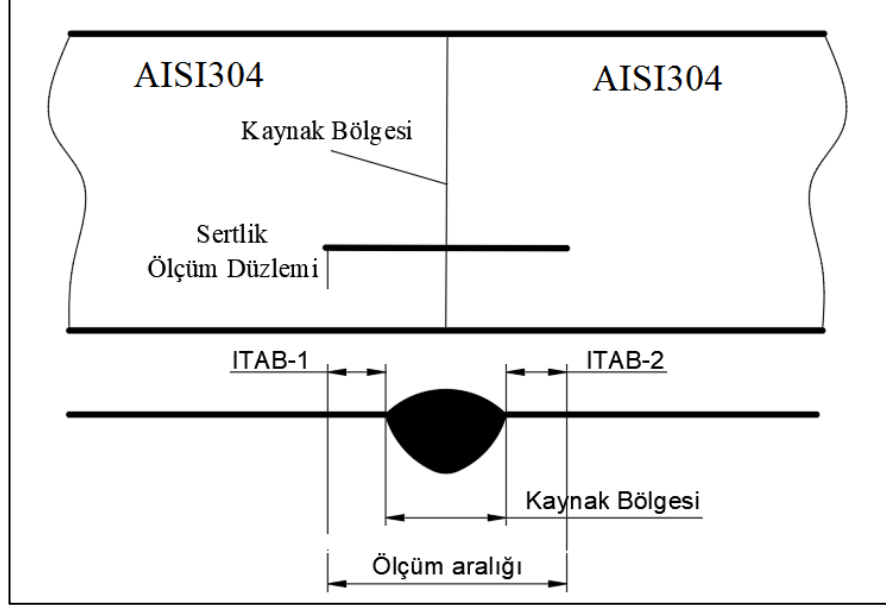 AISI304
AISI304
Kaynak Bölgesi
Sertlik
Ölçüm Düzlemi
ITAB-1
ITAB-2
Kaynak Bölgesi
Ölçüm aralığı